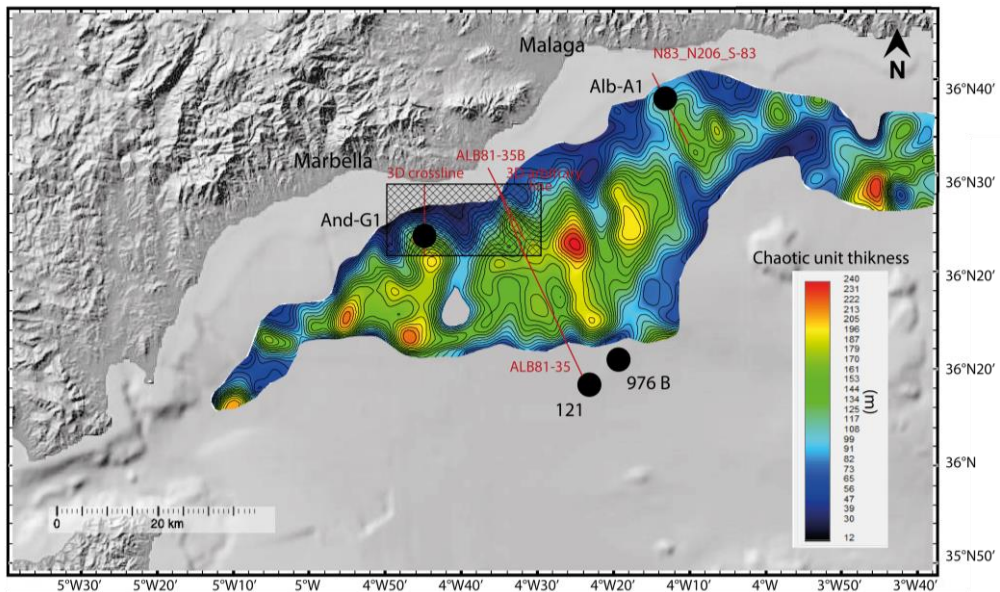 Malaga
N83_N206_S-83
N
Alb-A1
36°N40'
Marbella
ALB81-35B
3D crossline
3D arbitrary
line
36°N30'
And-G1
Chaotic unit thikness
36°N20'
240
231
222
213
205
196
187
179
170
161
153
144
134
125
117
108
99
91
82
73
65
56
47
39
30
12
(m)
ALB81-35
976 B
121
36°N20'
36°N
0 20 km
35°N50'
5°W30' 5°W20' 5°W10' 5°W 4°W50' 4°W40' 4°W30' 4°W20' 4°W10' 4°W 3°W50' 3°W40'